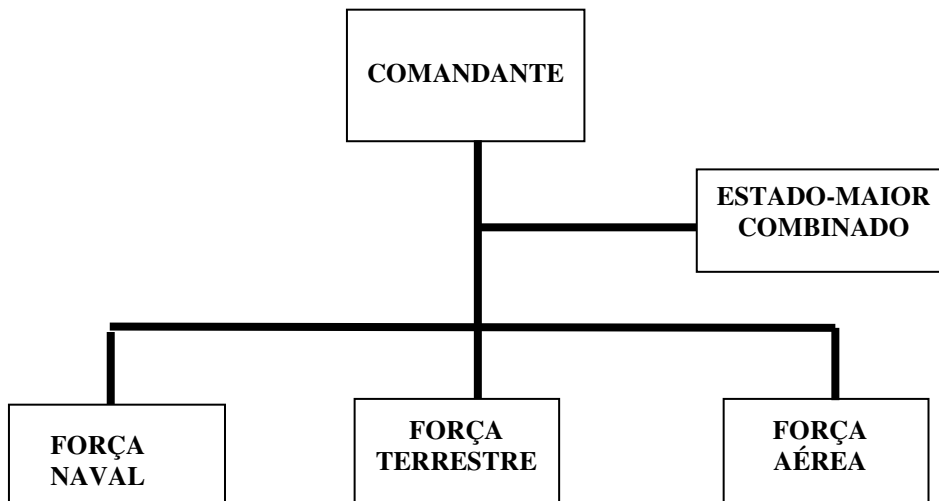 COMANDANTE
ESTADO-MAIOR
COMBINADO
FORÇA
NAVAL
FORÇA
TERRESTRE
FORÇA
AÉREA